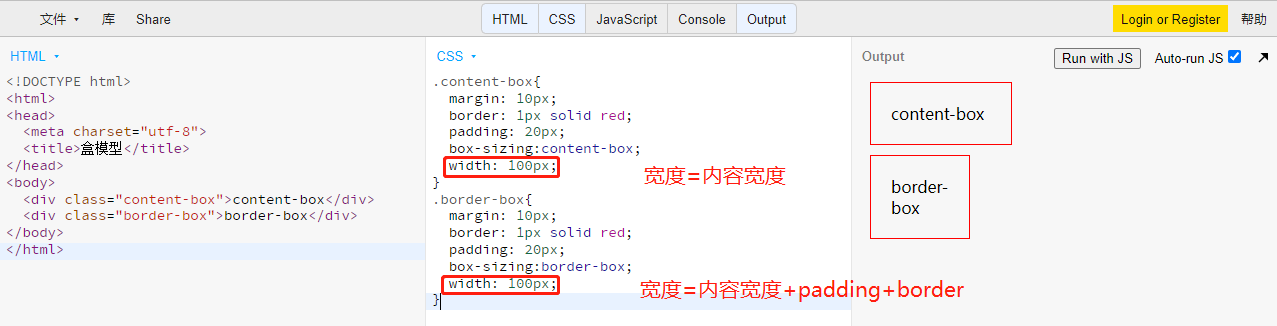 文件 库 Share HTML CSS JavaScript Console Output Login or Register 帮助
HTML
<!DOCTYPE html>
<html>
<head>
<meta charset="utf-8">
<title>盒模型</title>
</head>
<body>
<div class="content-box">content-box</div>
<div class="border-box">border-box</div>
</body>
</html>
CSS
.content-box{
margin: 10px;
border: 1px solid red;
padding: 20px;
box-sizing:content-box;
width: 100px;
}
.border-box{
margin: 10px;
border: 1px solid red;
padding: 20px;
box-sizing:border-box;
width: 100px;
}
宽度=内容宽度
宽度=内容宽度+padding+border
Output Run with JS Auto-run JS
content-box
border-
box